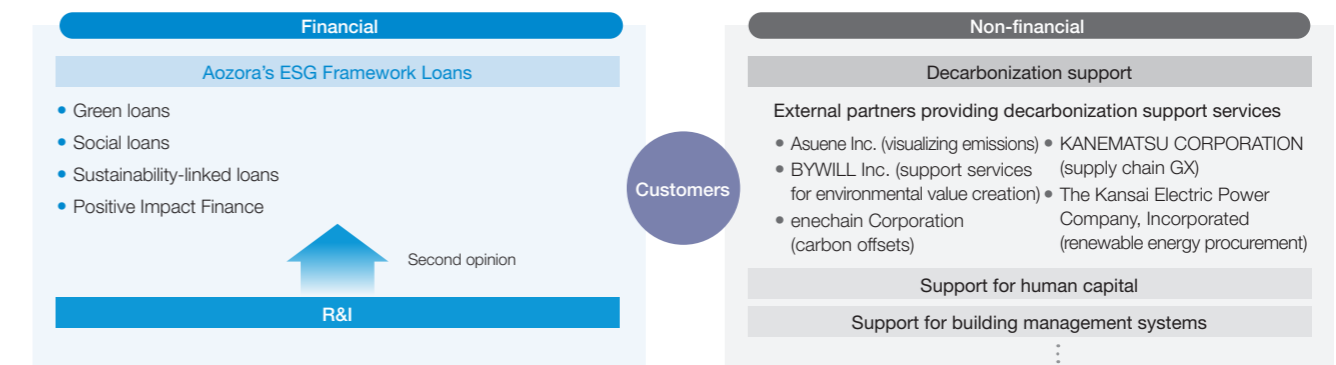 Financial
Aozora's ESG Framework Loans
• Green loans
• Social loans
• Sustainability-linked loans
• Positive Impact Finance
Second opinion
R&I
Customers
Non-financial
Decarbonization support
External partners providing decarbonization support services
• Asuene Inc. (visualizing emissions)
• BYWILL Inc. (support services
for environmental value creation)
• enechain Corporation
(carbon offsets)
• KANEMATSU CORPORATION
(supply chain GX)
• The Kansai Electric Power
Company, Incorporated
(renewable energy procurement)
Support for human capital
Support for building management systems